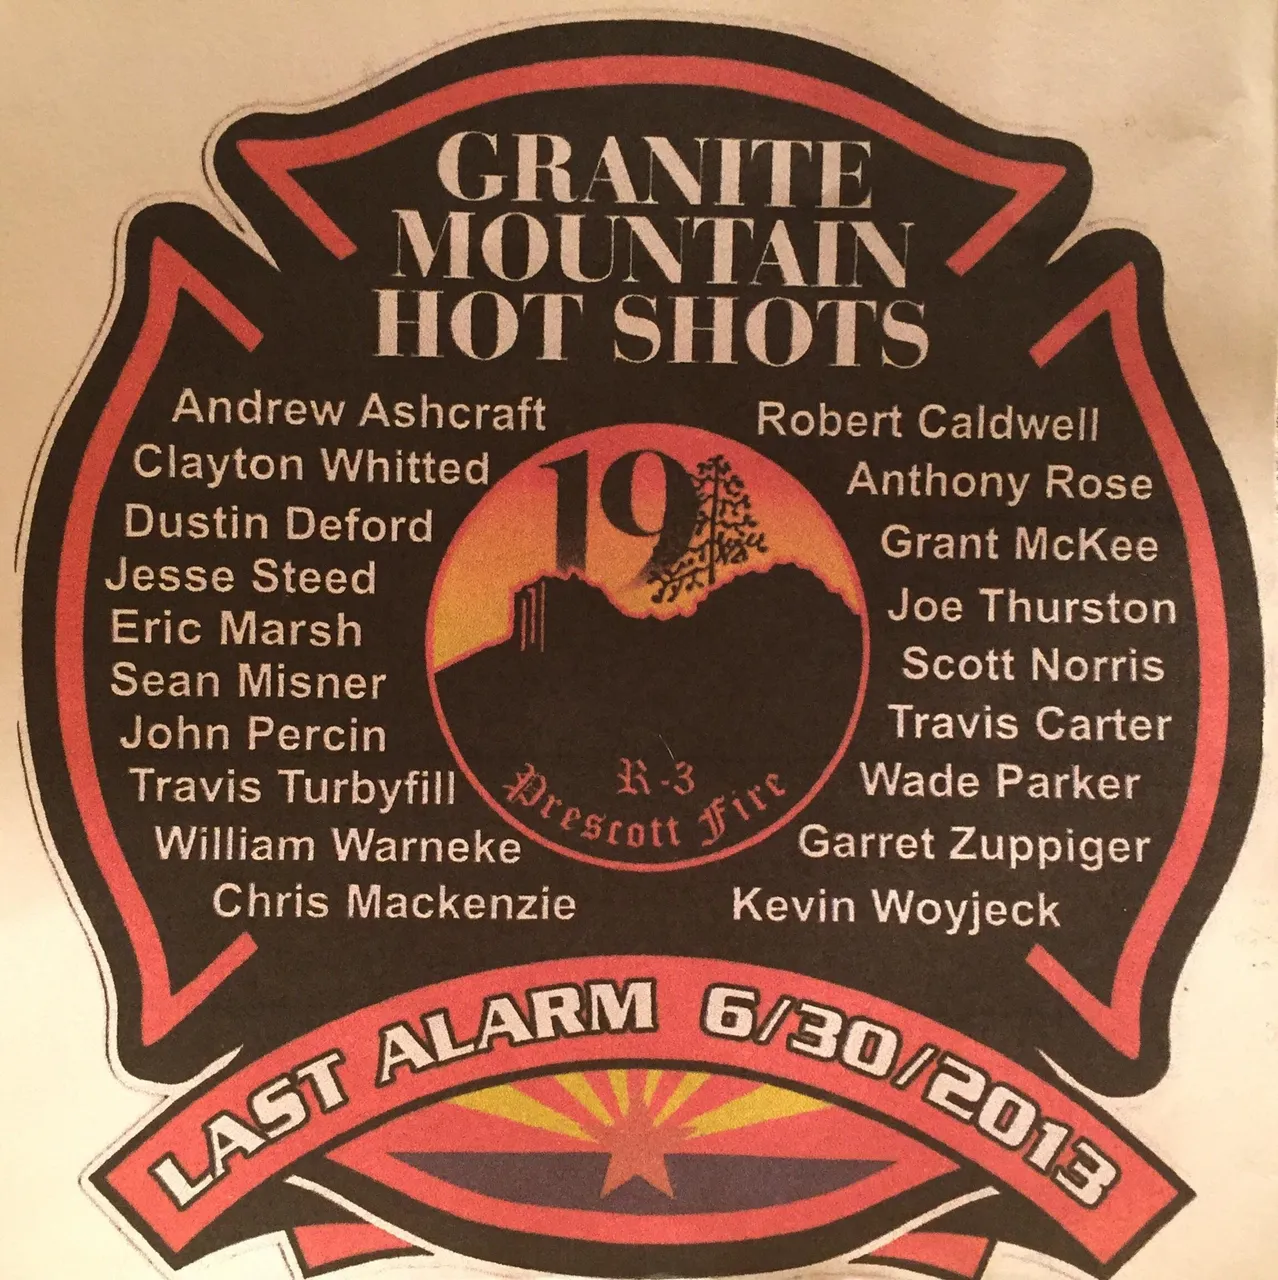 GRANITE
MOUNTAIN
HOT SHOTS
Andrew Ashcraft
Clayton Whitted
Dustin Deford
Jesse Steed
Eric Marsh
Sean Misner
John Percin
Travis Turbyfill
William Warneke
Chris Mackenzie
Robert Caldwell
Anthony Rose
Grant McKee
Joe Thurston
Scott Norris
Travis Carter
Wade Parker
Garret Zuppiger
Kevin Woyjeck
19
R-3
Prescott Fire
LAST ALARM 6/30/2013